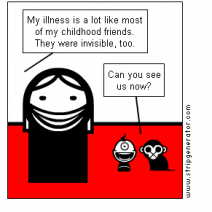 My illness is a lot like most
of my childhood friends.
They were invisible, too.
Can you see
us now?
www.stripgenerator.com